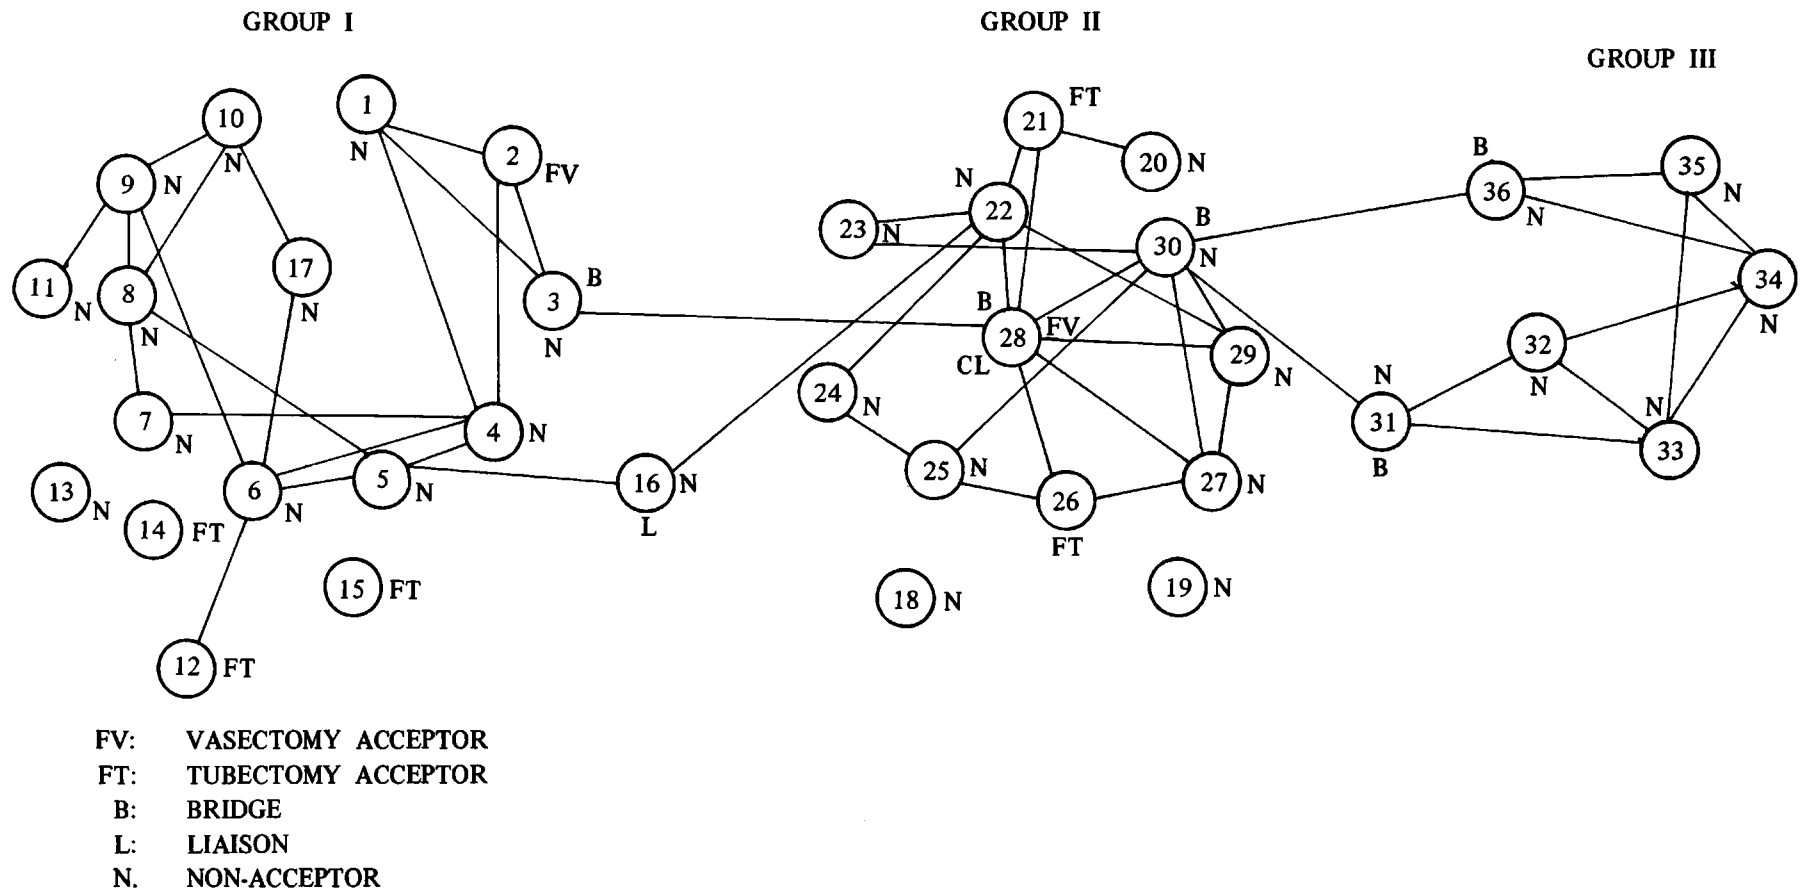 GROUP I
GROUP II
GROUP III
10
N
1
N
2
FV
9
N
11
N
8
N
17
N
3
B
N
7
N
4
N
13
N
14
FT
6
N
5
N
15
FT
12
FT
16
N
L
21
FT
20
N
N
22
23
N
30
B
N
B
28
FV
CL
29
N
24
N
25
N
26
FT
27
N
18
N
19
N
B
36
N
35
N
34
N
32
N
N
31
B
N
33
FV: VASECTOMY ACCEPTOR
FT: TUBECTOMY ACCEPTOR
B: BRIDGE
L: LIAISON
N. NON-ACCEPTOR